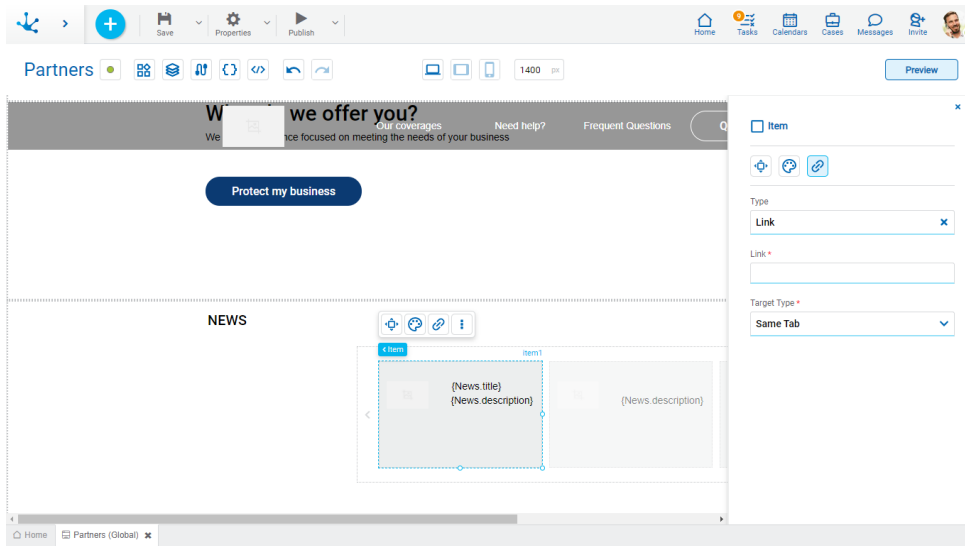 Save
Properties
Publish
Home
9
Tasks
Calendars
Cases
Messages
Invite
Partners
1400 px
Preview
we offer you?
We
nce focused on meeting the needs of your business
Our coverages
Need help?
Frequent Questions
Q
Protect my business
NEWS
Item
item1
{News.title}
{News.description}
{News.description}
Item
Type
Link
Link *
Target Type *
Same Tab
Home
Partners (Global)